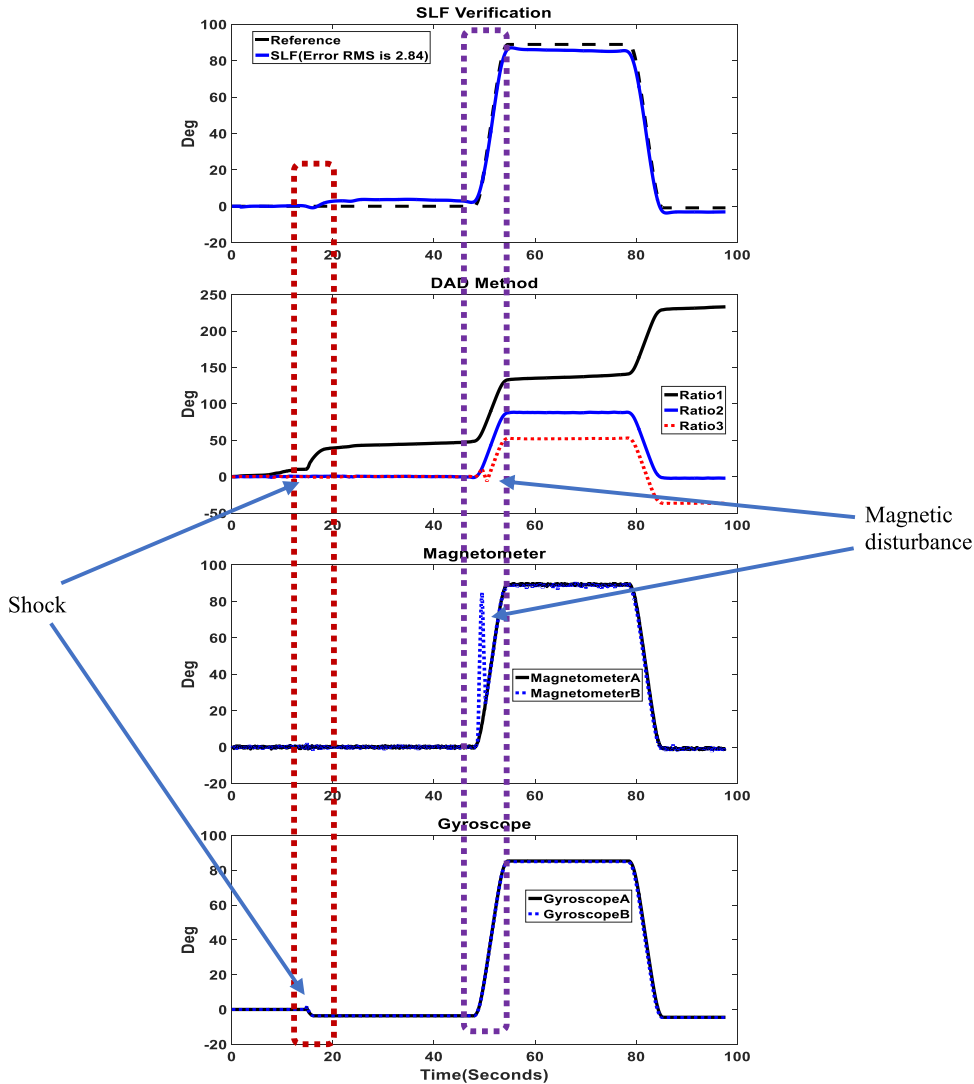 SLF Verification
100
80
60
40
20
0
-20
Deg
Reference
SLF(Error RMS is 2.84)
0
20
40
60
80
100
DAD Method
250
200
150
100
50
0
-50
Deg
Ratio1
Ratio2
Ratio3
0
20
40
60
80
100
Magnetic
disturbance
Shock
Magnetometer
100
80
60
40
20
0
-20
Deg
MagnetometerA
MagnetometerB
0
20
40
60
80
100
Gyroscope
100
80
60
40
20
0
-20
Deg
GyroscopeA
GyroscopeB
0
20
40
60
80
100
Time(Seconds)